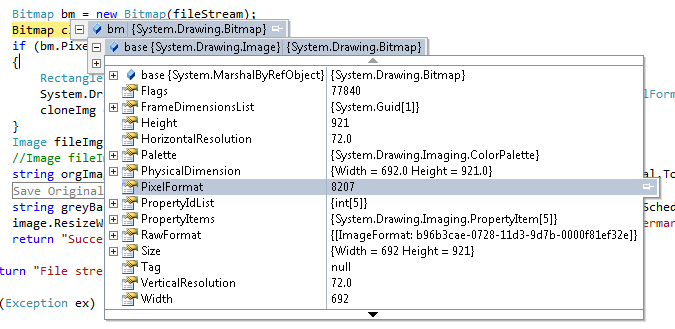 Bitmap bm = new Bitmap(fileStream);
Bitmap c bm {System.Drawing.Bitmap}
if (bm.Pixe base {System.Drawing.Image} {System.Drawing.Bitmap}
{
Rectangle base {System.MarshalByRefObject} {System.Drawing.Bitmap}
System.Dr Flags 77840 lForm
cloneImg FrameDimensionsList {System.Guid[1]}
Height 921
} HorizontalResolution 72.0
Image fileImg Palette {System.Drawing.Imaging.ColorPalette}
//Image fileI
string orgIma PhysicalDimension {Width = 692.0 Height = 921.0} al.To
Save Original PixelFormat 8207
string greyBa PropertyIdList {int[5]} Sched
image.ResizeW PropertyItems {System.Drawing.Imaging.PropertyItem[5]} erman
return "Succe RawFormat {[ImageFormat: b96b3cae-0728-11d3-9d7b-0000f81ef32e]}
Size {Width = 692 Height = 921}
Tag null
turn "File stre VerticalResolution 72.0
Width 692
(Exception ex)